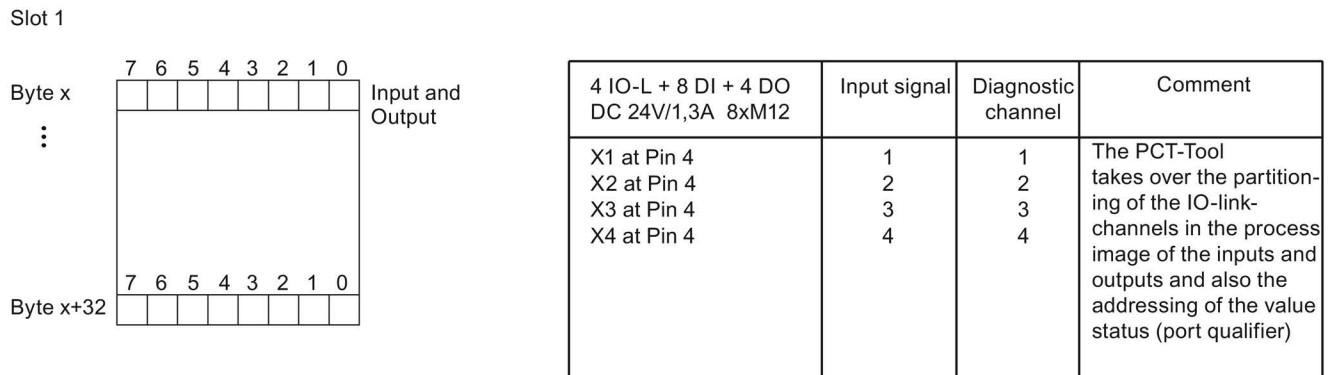 Slot 1
7 6 5 4 3 2 1 0
Byte x
Input and
Output
7 6 5 4 3 2 1 0
Byte x+32
4 IO-L + 8 DI + 4 DO
DC 24V/1,3A 8xM12
Input signal
Diagnostic
channel
Comment
X1 at Pin 4 1 1
X2 at Pin 4 2 2
X3 at Pin 4 3 3
X4 at Pin 4 4 4
The PCT-Tool
takes over the partition-
ing of the IO-link-
channels in the process
image of the inputs and
outputs and also the
addressing of the value
status (port qualifier)